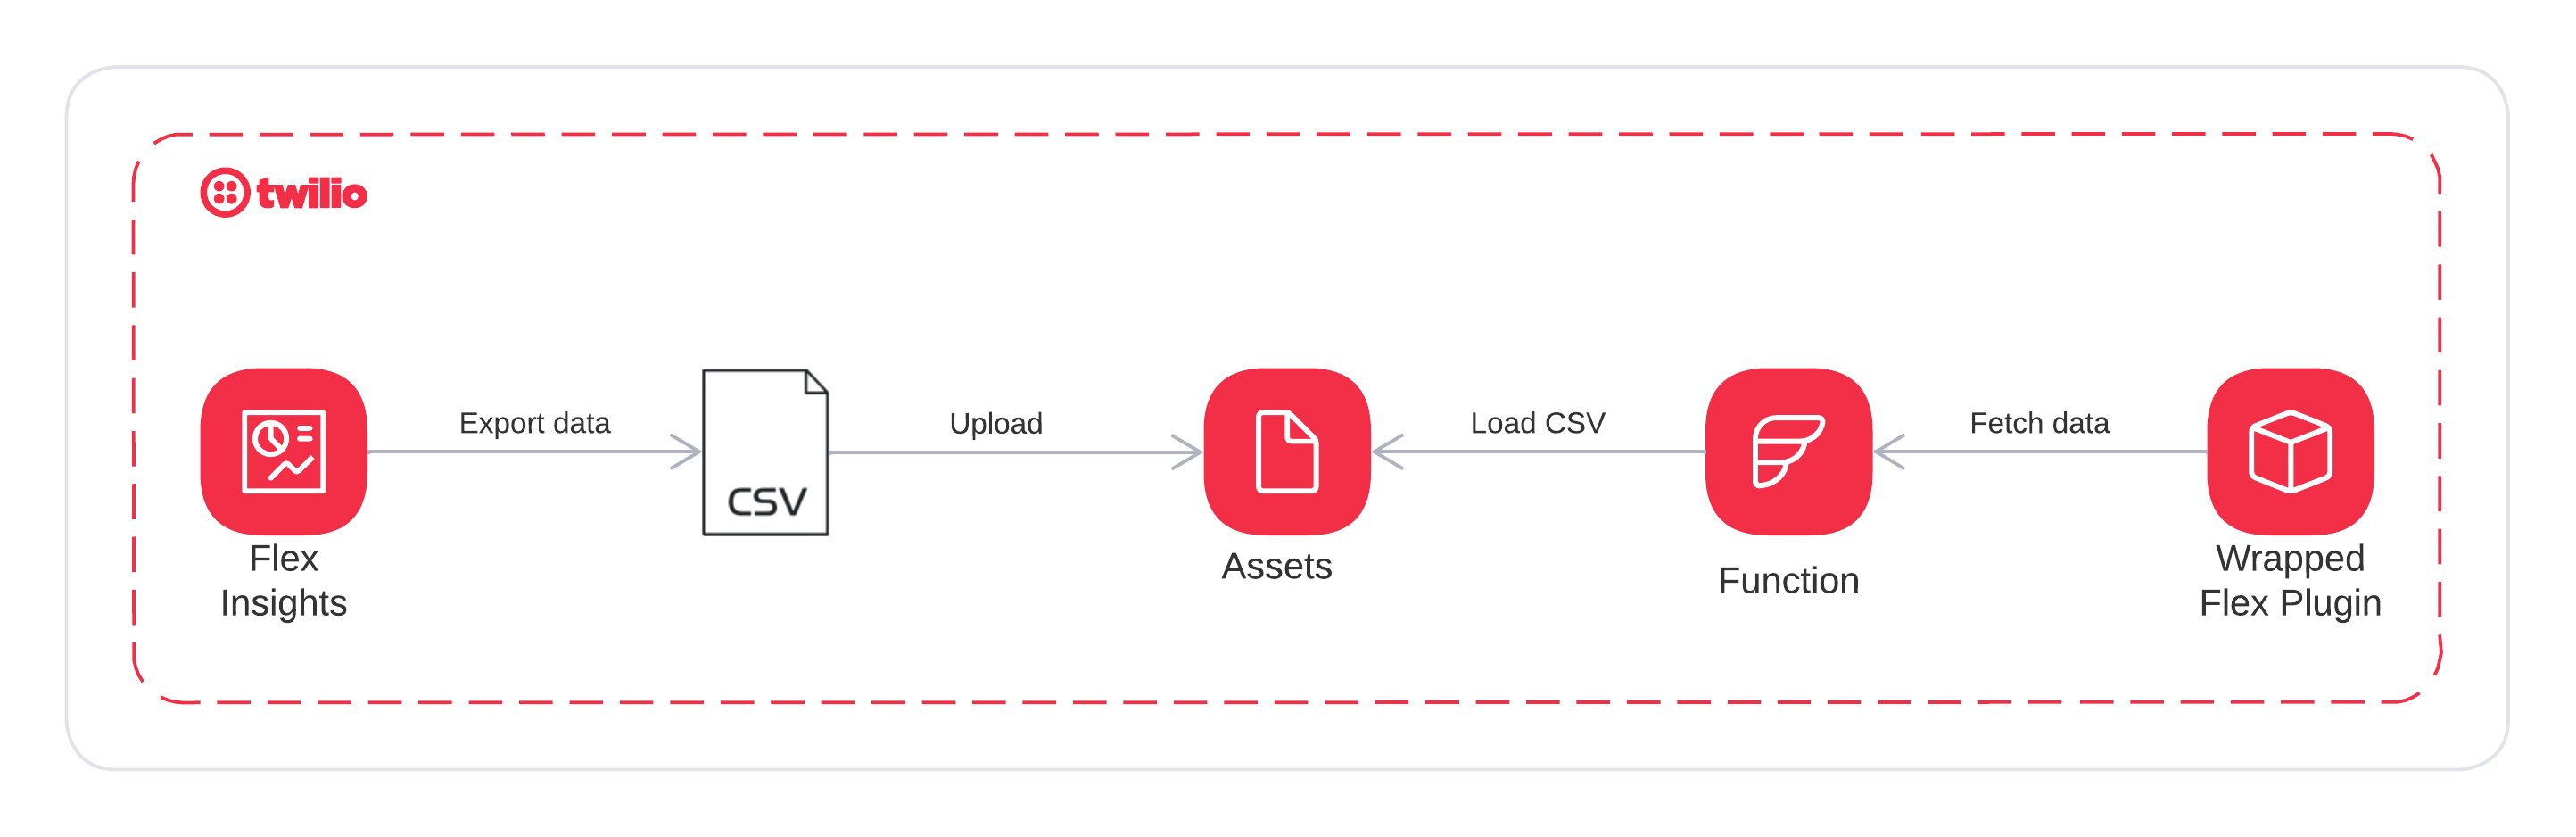 twilio
Export data
Upload
Load CSV
Fetch data
CSV
Flex
Insights
Assets
Function
Wrapped
Flex Plugin